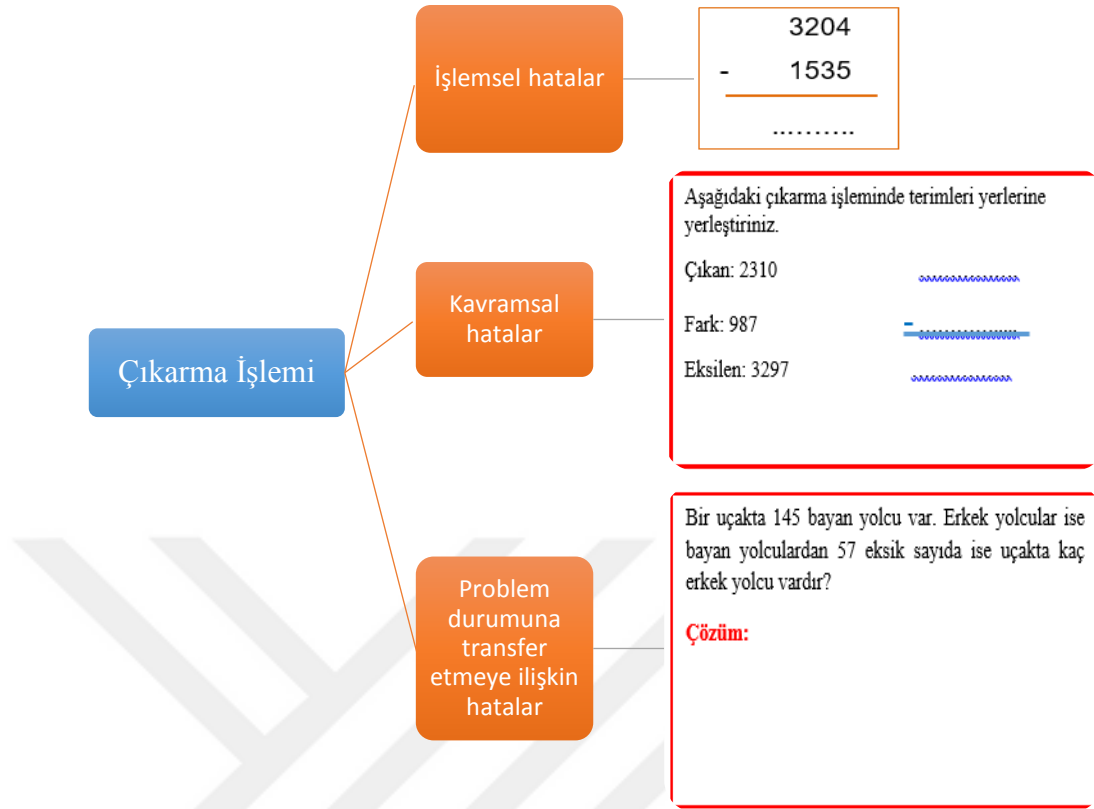 Çıkarma İşlemi
İşlemsel hatalar
3204
- 1535
.........
Kavramsal
hatalar
Aşağıdaki çıkarma işleminde terimleri yerlerine
yerleştiriniz.
Çıkan: 2310 ..................
Fark: 987 - ..................
Eksilen: 3297 ..................
Problem
durumuna
transfer
etmeye ilişkin
hatalar
Bir uçakta 145 bayan yolcu var. Erkek yolcular ise
bayan yolculardan 57 eksik sayıda ise uçakta kaç
erkek yolcu vardır?
Çözüm: